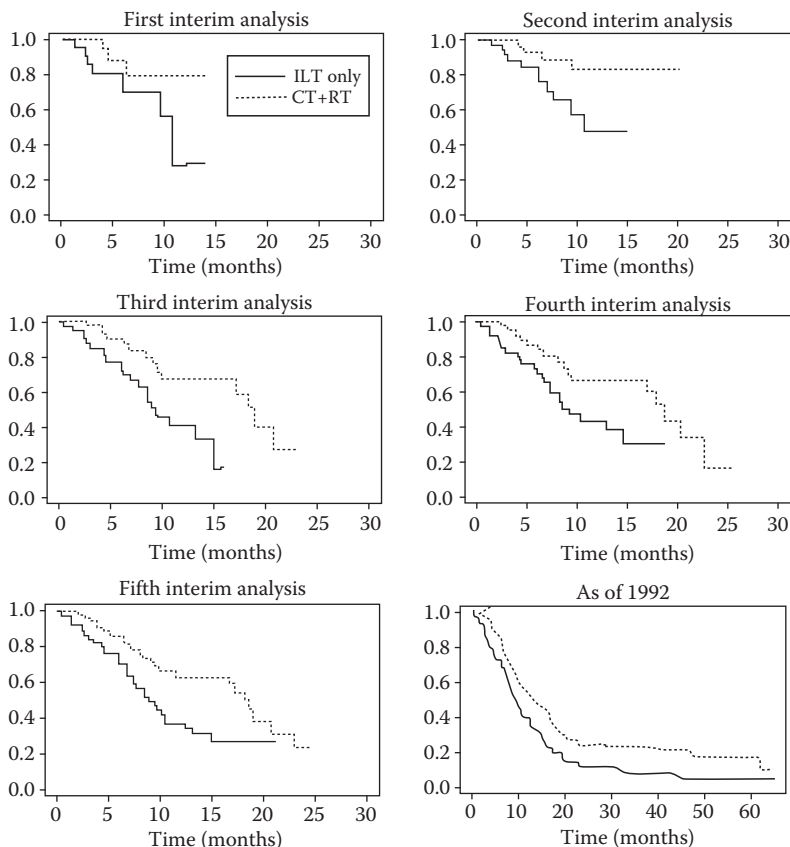 First interim analysis
1.0
0.8
0.6
0.4
0.2
0.0
ILT only
CT+RT
0 5 10 15 20 25 30
Time (months)
Second interim analysis
1.0
0.8
0.6
0.4
0.2
0.0
0 5 10 15 20 25 30
Time (months)
Third interim analysis
1.0
0.8
0.6
0.4
0.2
0.0
0 5 10 15 20 25 30
Time (months)
Fourth interim analysis
1.0
0.8
0.6
0.4
0.2
0.0
0 5 10 15 20 25 30
Time (months)
Fifth interim analysis
1.0
0.8
0.6
0.4
0.2
0.0
0 5 10 15 20 25 30
Time (months)
As of 1992
1.0
0.8
0.6
0.4
0.2
0.0
0 10 20 30 40 50 60
Time (months)